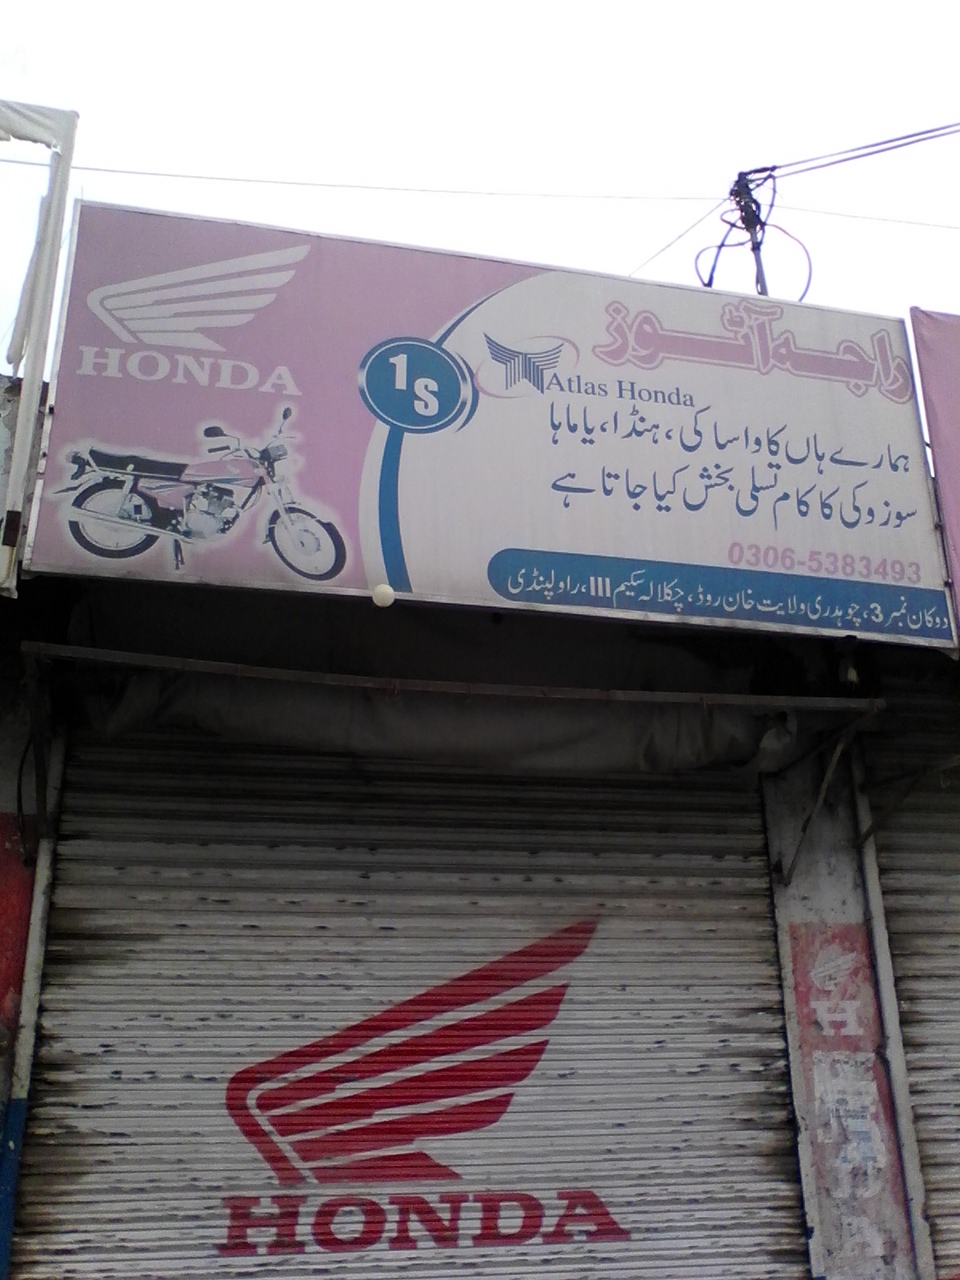 HONDA
1S
Atlas Honda
راجہ آٹوز
ہمارے ہاں کاواساکی، ہنڈا، یاماہا
سوزوکی کا کام تسلی بخش کیا جاتا ہے
0306-5383493
دوکان نمبر 3، چوہدری ولایت خان روڈ، چکلالہ سکیم III، راولپنڈی
HONDA
H